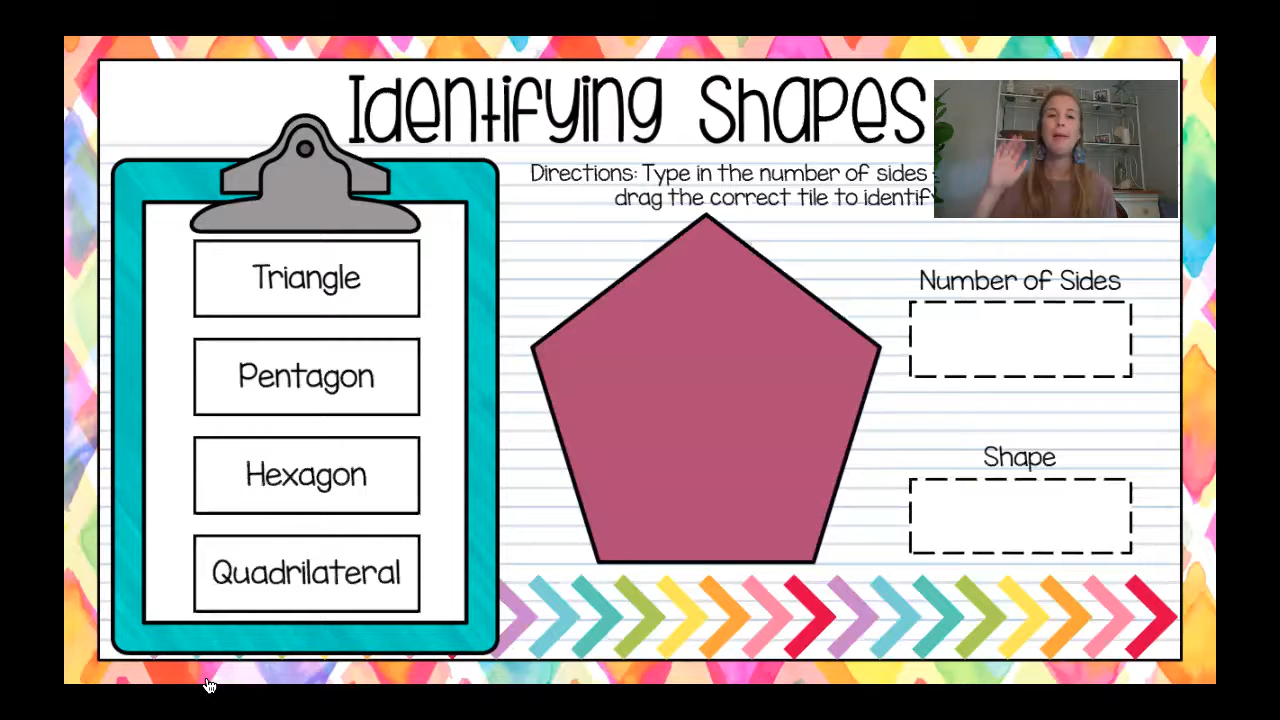 Identifying Shapes
Directions: Type in the number of sides
drag the correct tile to identify
Triangle
Pentagon
Hexagon
Quadrilateral
Number of Sides
Shape